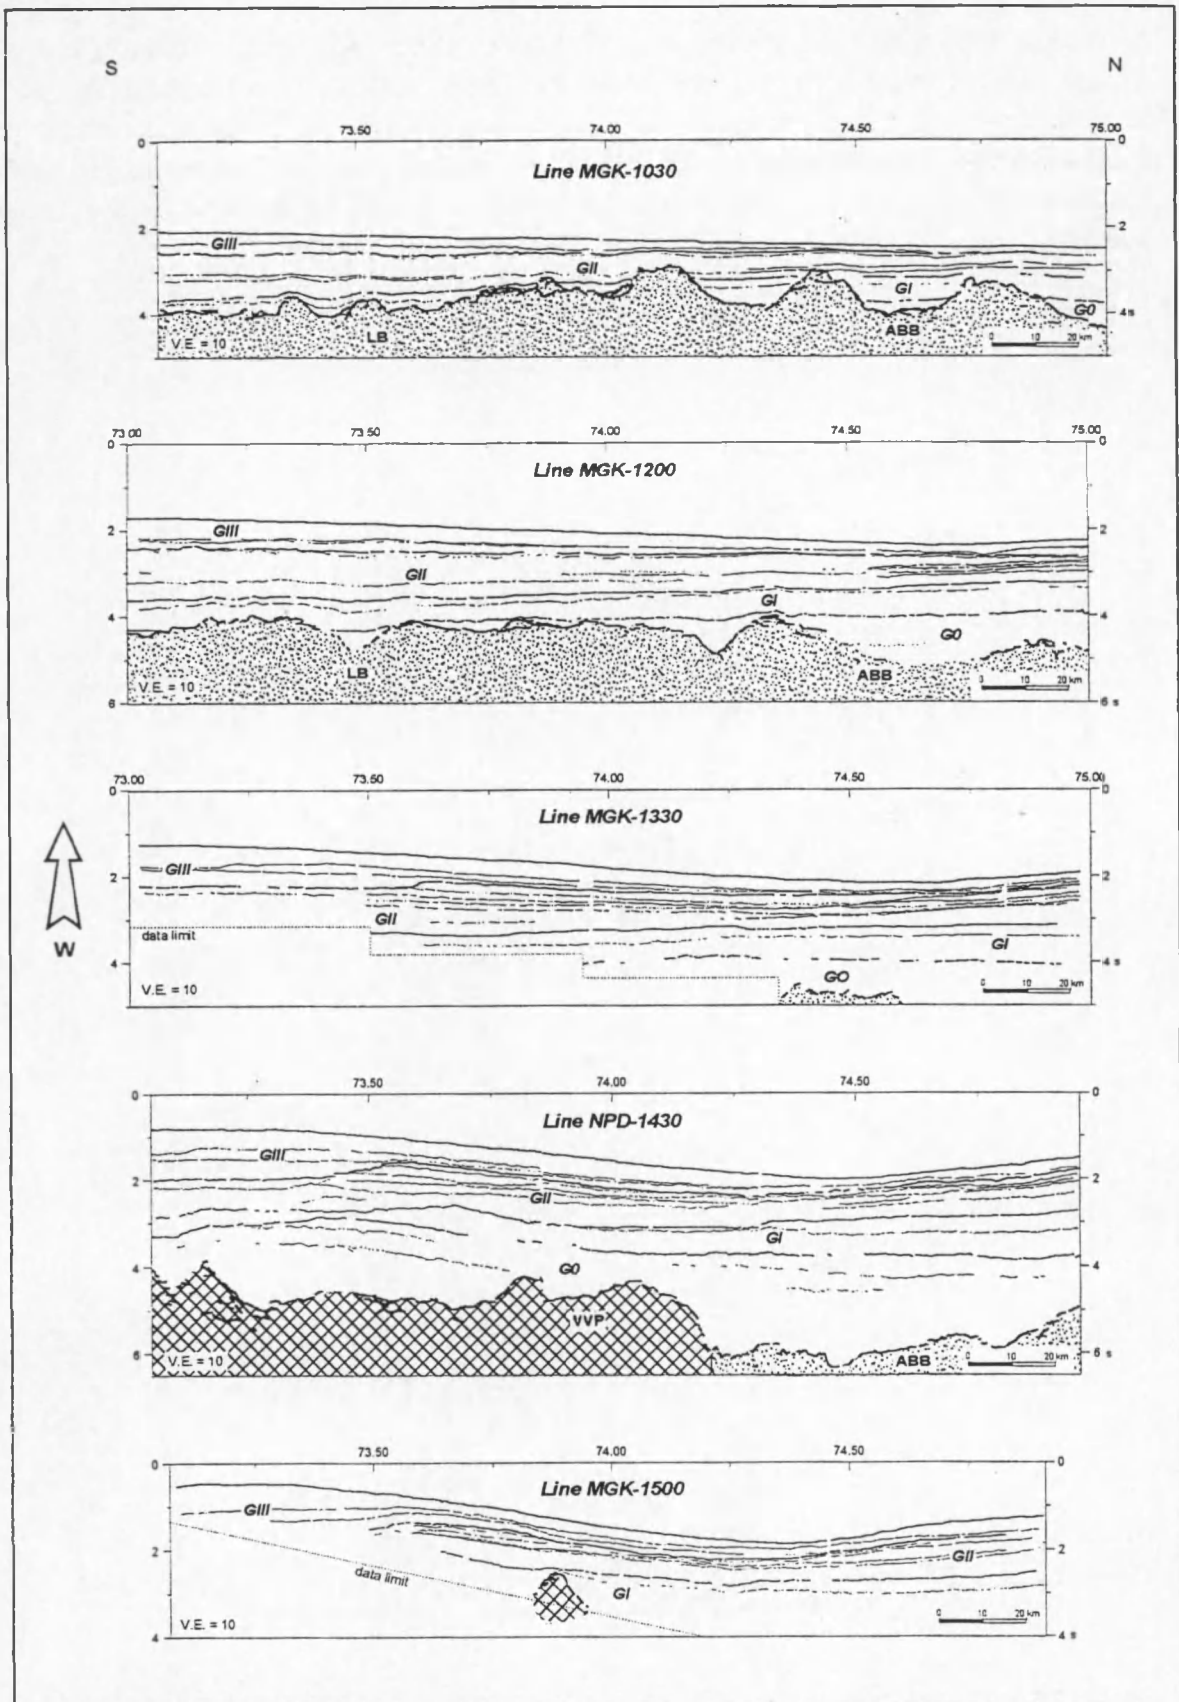 S N
73.50 74.00 74.50 75.00
0 0
Line MGK-1030
GIII
2 2
GII
GI
G0
4 4 s
LB ABB
0 10 20 km
V.E. = 10
73.00 73.50 74.00 74.50 75.00
0 0
Line MGK-1200
GIII
2 2
GII
GI
4 4
G0
LB ABB
0 10 20 km
V.E. = 10
6 6 s
73.00 73.50 74.00 74.50 75.00
0 0
Line MGK-1330
GIII
2 2
GII
W
data limit
GI
4 4 s
GO
0 10 20 km
V.E. = 10
73.50 74.00 74.50
0 0
Line NPD-1430
GIII
2 2
GII
GI
G0
4 4
VVP
ABB
6 6 s
0 10 20 km
V.E. = 10
73.50 74.00 74.50
0 0
Line MGK-1500
GIII
2 2
GII
data limit
GI
0 10 20 km
V.E. = 10
4 4 s